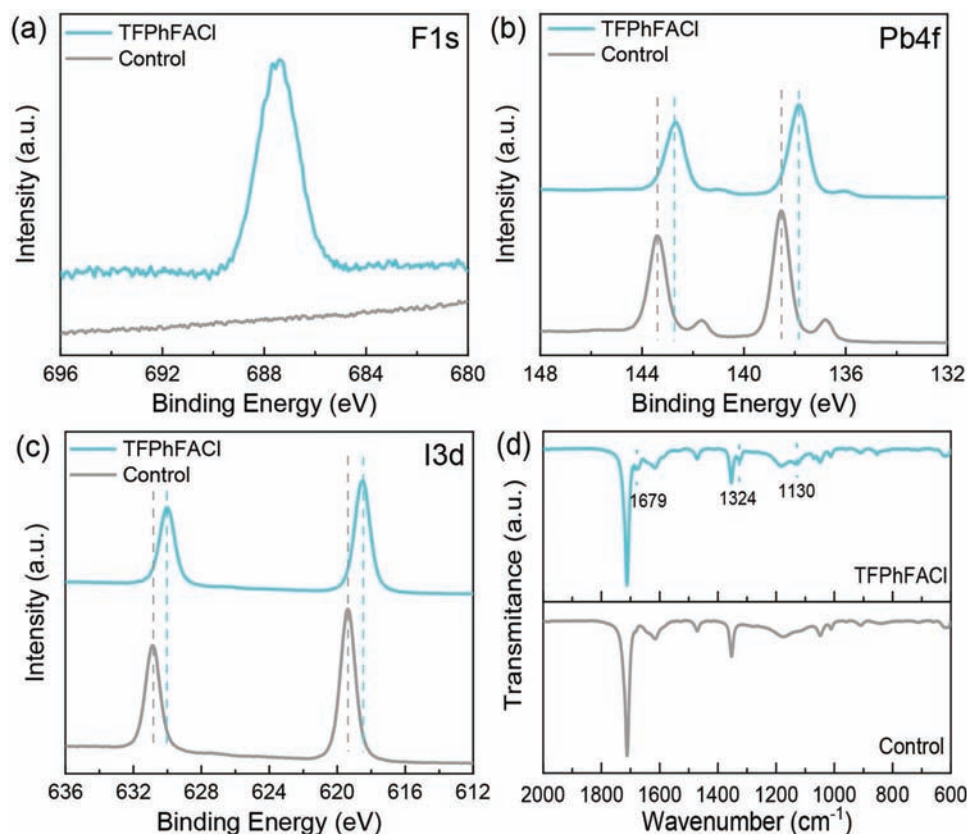 (a)
TFPhFACl
Control
F1s
Intensity (a.u.)
696 692 688 684 680
Binding Energy (eV)
(b)
TFPhFACl
Control
Pb4f
Intensity (a.u.)
148 144 140 136 132
Binding Energy (eV)
(c)
TFPhFACl
Control
I3d
Intensity (a.u.)
636 632 628 624 620 616 612
Binding Energy (eV)
(d)
1679 1324 1130
TFPhFACl
Control
Transmitance (a.u.)
2000 1800 1600 1400 1200 1000 800 600
Wavenumber (cm⁻¹)